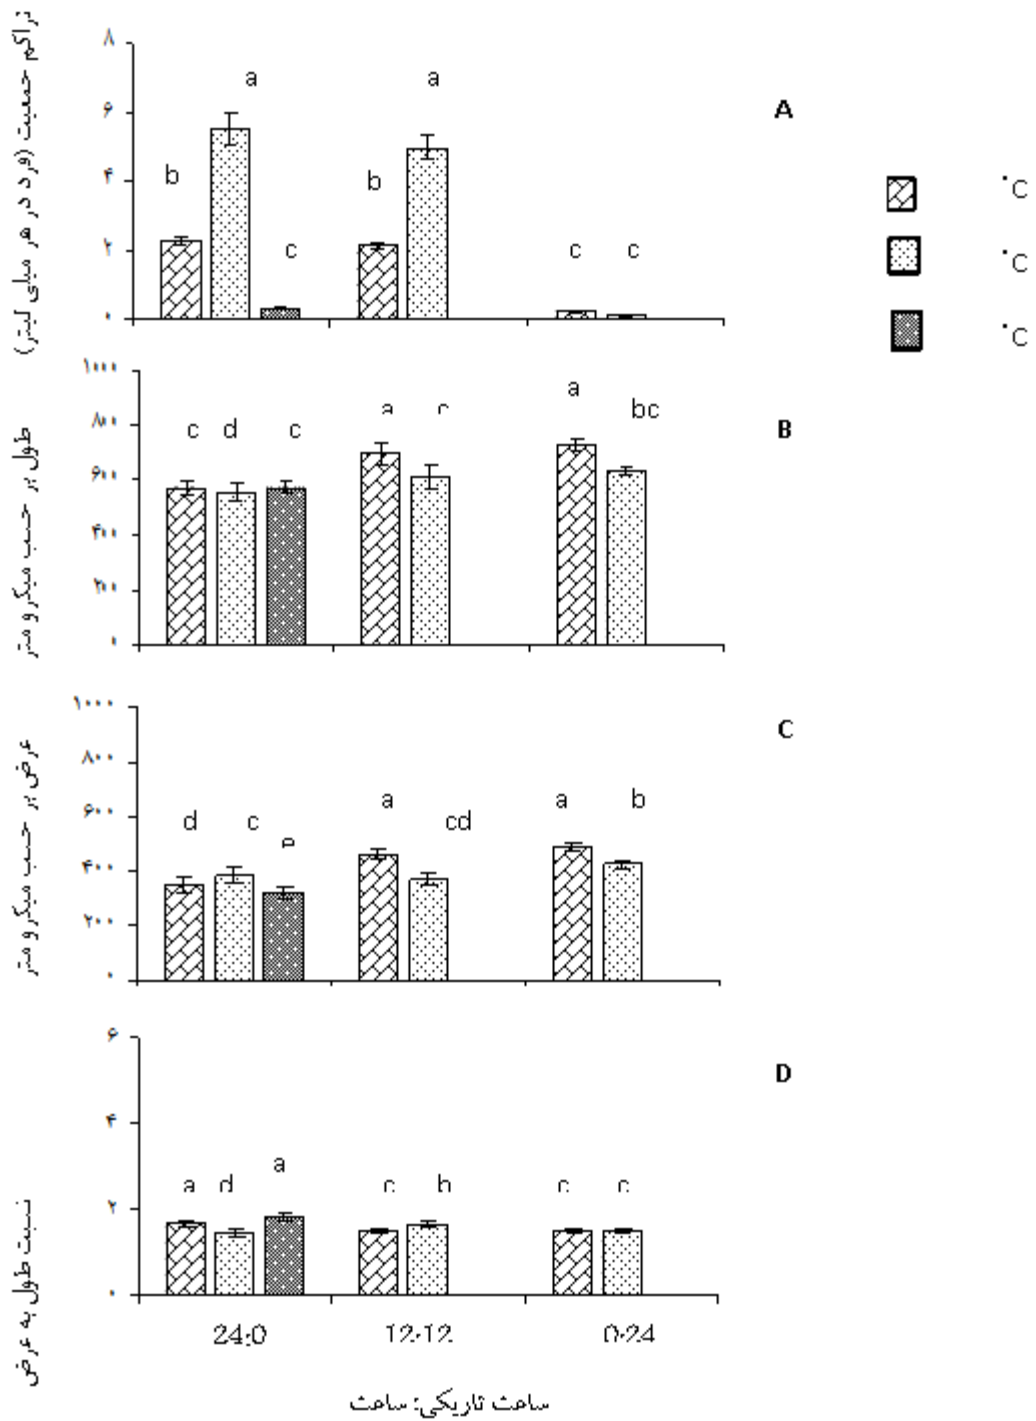 تراکم جمعیت (فرد در هر میلی لیتر)
۸
۶
۴
۲
۰
b a c
b a
c c
A
°C
°C
°C
طول بر حسب میکرومتر
۱۰۰۰
۸۰۰
۶۰۰
۴۰۰
۲۰۰
۰
c d c
a c
a bc
B
عرض بر حسب میکرومتر
۱۰۰۰
۸۰۰
۶۰۰
۴۰۰
۲۰۰
۰
d c e
a cd
a b
C
نسبت طول به عرض
۶
۴
۲
۰
a d a
c b
c c
D
24:0 12:12 0:24
ساعت تاریکی: ساعت